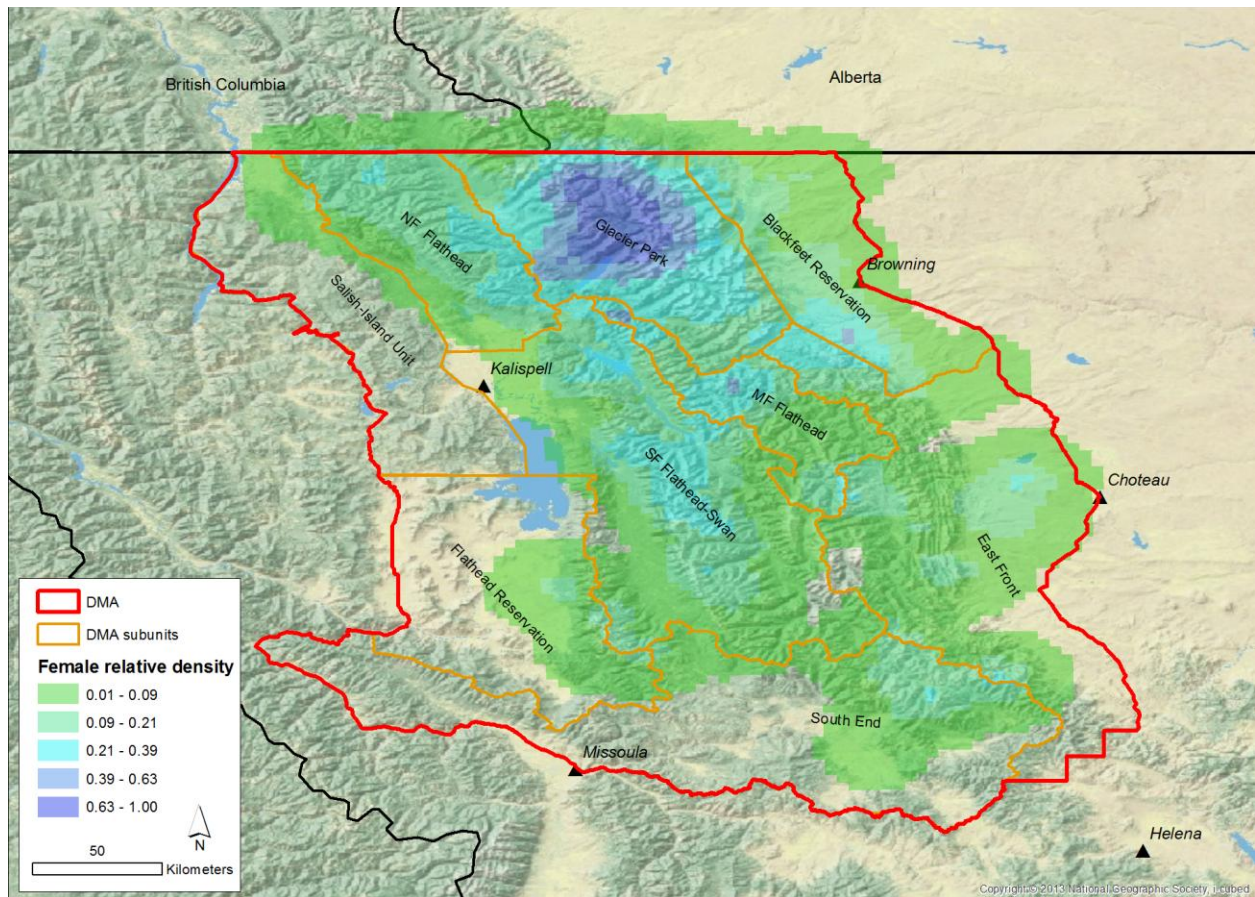 British Columbia
Alberta
NF Flathead
Glacier Park
Blackfeet Reservation
Browning
Salish-Island Unit
Kalispell
MF Flathead
SF Flathead-Swan
Choteau
East Front
Flathead Reservation
South End
Missoula
Helena
DMA
DMA subunits
Female relative density
0.01 - 0.09
0.09 - 0.21
0.21 - 0.39
0.39 - 0.63
0.63 - 1.00
N
50
Kilometers
Copyright:© 2013 National Geographic Society, i-cubed